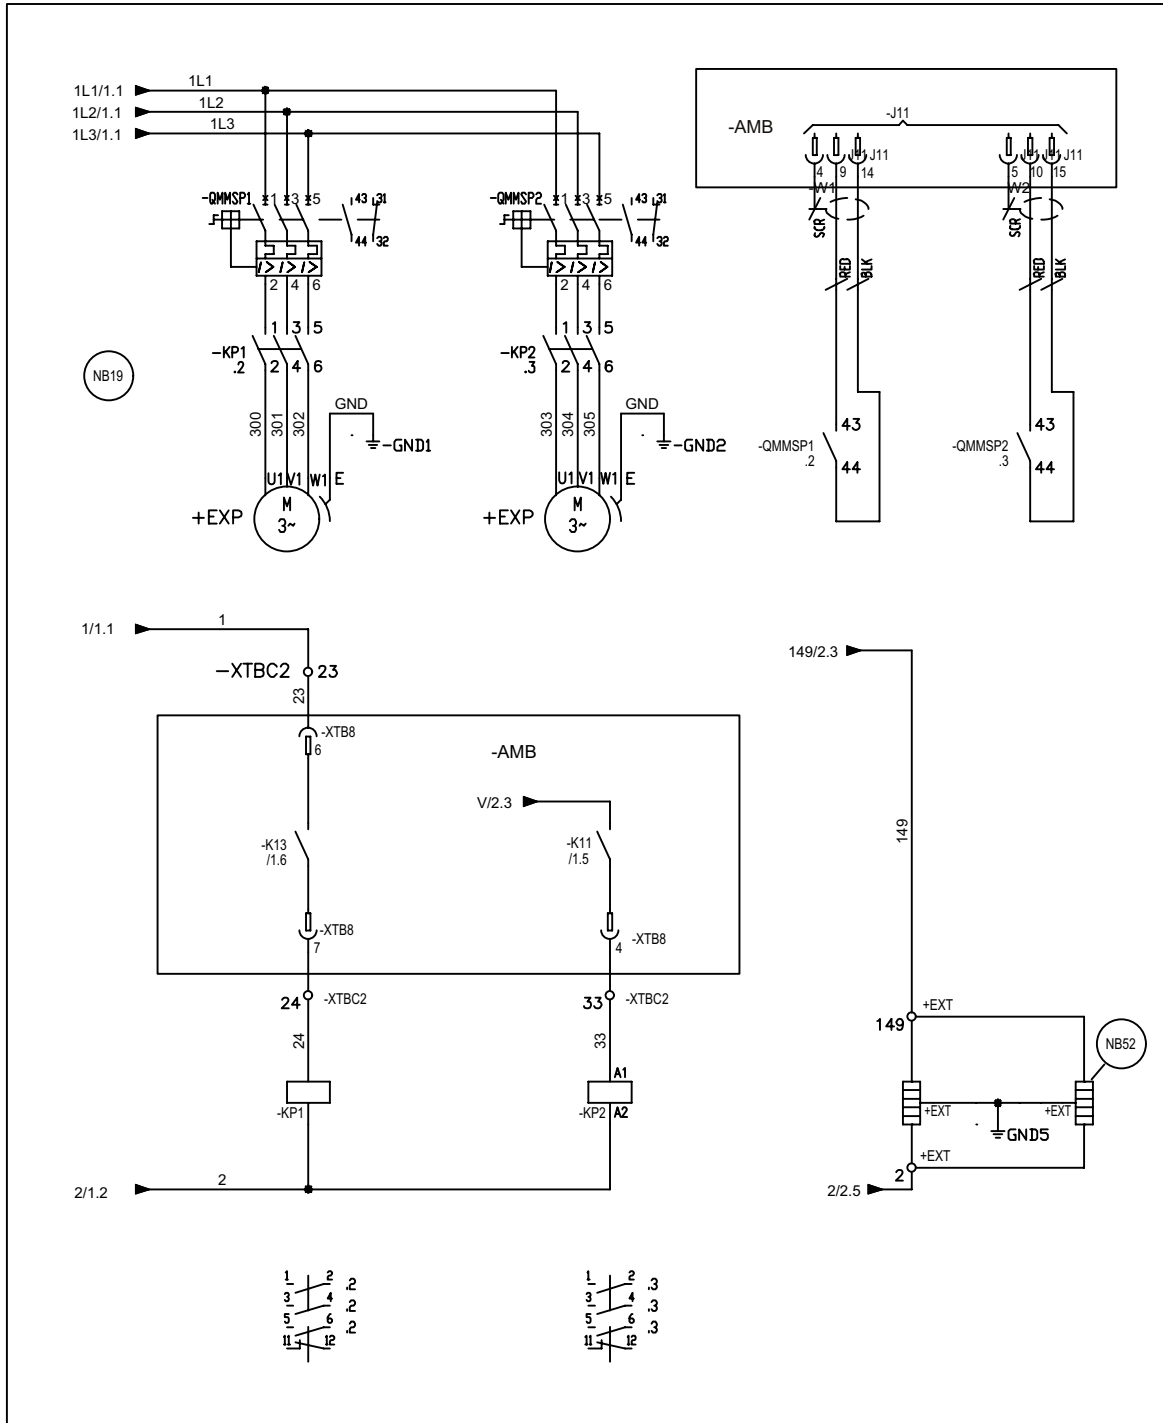 1L1/1.1 1L1
1L2/1.1 1L2
1L3/1.1 1L3
-QMMSP1 1 3 5 43 31
44 32
I> I> I>
2 4 6
1 3 5
-KP1
.2 2 4 6
300 301 302
GND
-GND1
U1 V1 W1 E
+EXP
M
3~
NB19
-QMMSP2 1 3 5 43 31
44 32
I> I> I>
2 4 6
1 3 5
-KP2
.3 2 4 6
303 304 305
GND
-GND2
U1 V1 W1 E
+EXP
M
3~
-AMB
-J11
J11 J11
4 9 14
-W1
SCR
RED BLK
43
-QMMSP1
.2 44
J11 J11 J11
5 10 15
W2
SCR
RED BLK
43
-QMMSP2
.3 44
1/1.1 1
-XTBC2 23
23
-XTB8
6
-AMB
V/2.3
-K13
/1.6
-K11
/1.5
-XTB8
7
-XTB8
4
24 -XTBC2
33 -XTBC2
24
33
-KP1
A1
-KP2 A2
2/1.2 2
149/2.3
149
+EXT
149
NB52
+EXT +EXT
GND5
+EXT
2
2/2.5
1 2 .2
3 4 .2
5 6 .2
11 12
1 2 .3
3 4 .3
5 6 .3
11 12